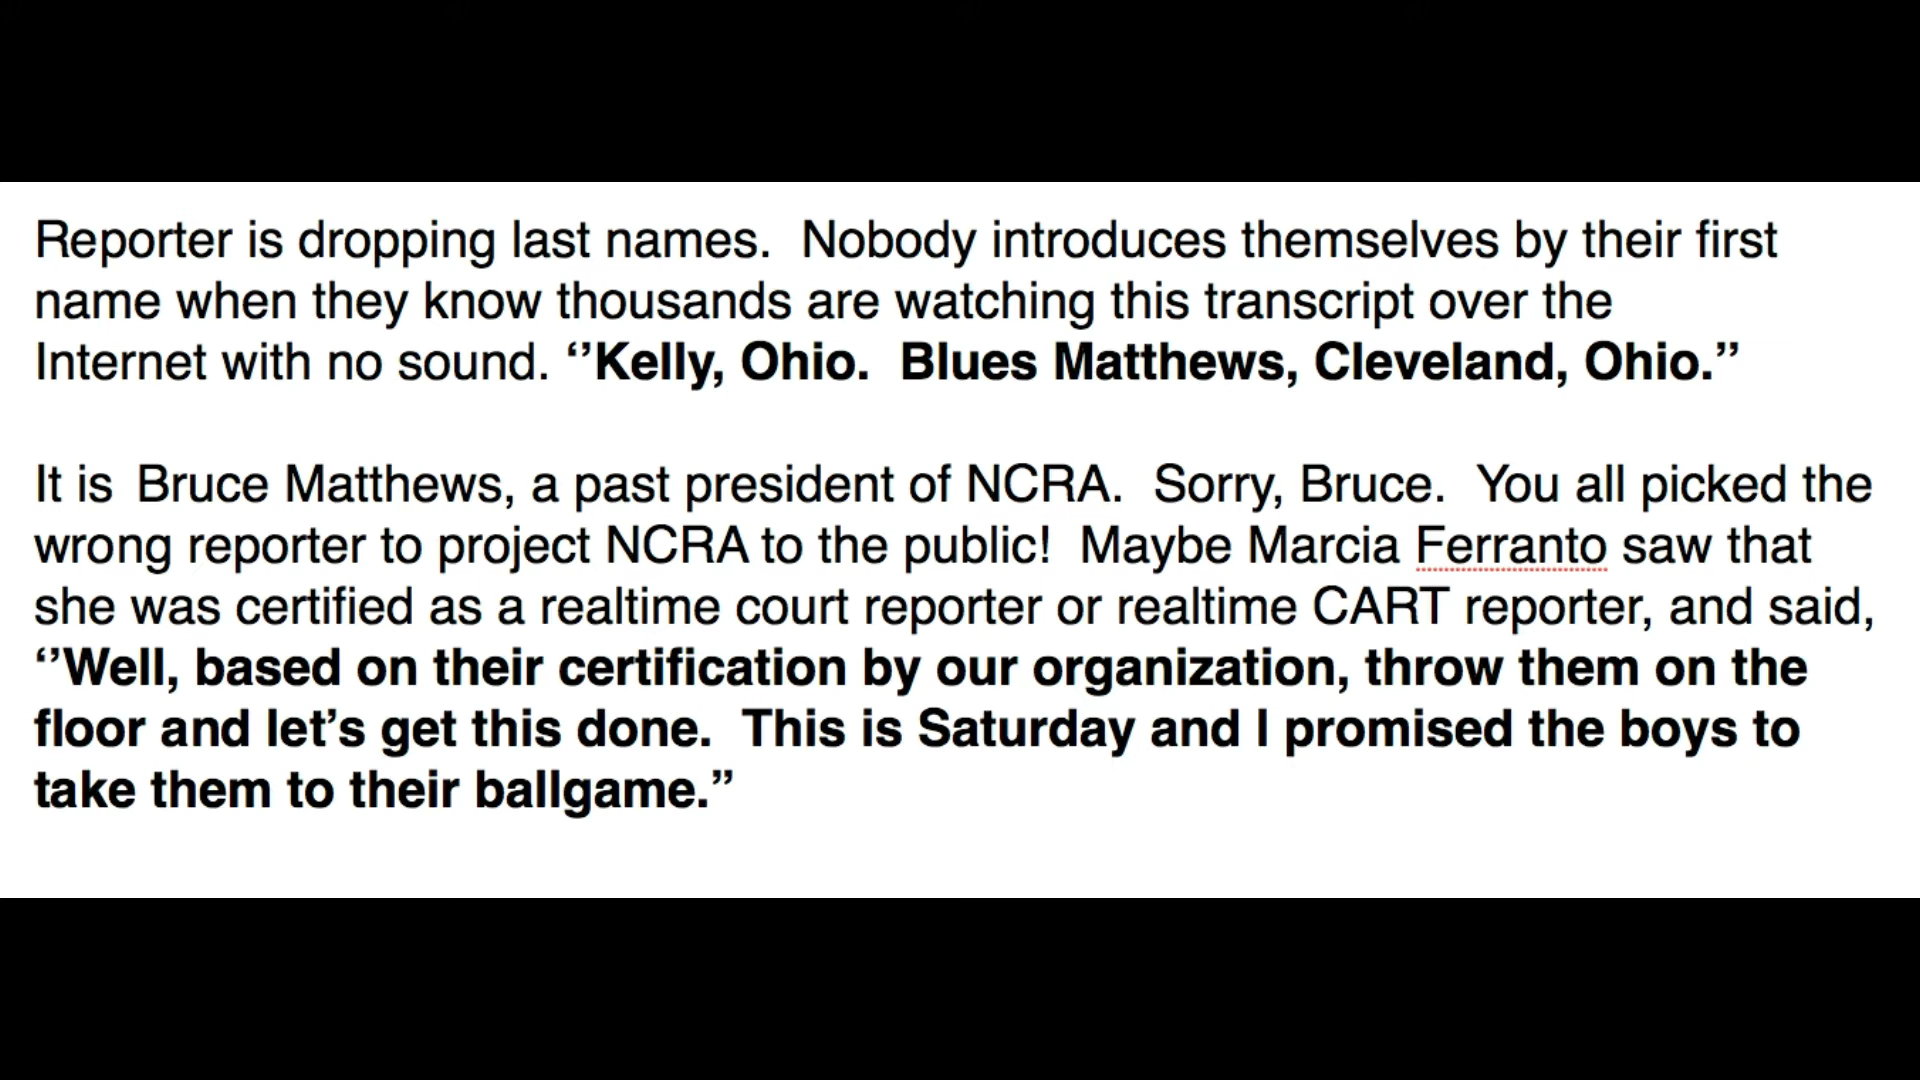 Reporter is dropping last names.  Nobody introduces themselves by their first
name when they know thousands are watching this transcript over the
Internet with no sound. ‘’Kelly, Ohio.  Blues Matthews, Cleveland, Ohio.”
It is  Bruce Matthews, a past president of NCRA.  Sorry, Bruce.  You all picked the
wrong reporter to project NCRA to the public!  Maybe Marcia Ferranto saw that
she was certified as a realtime court reporter or realtime CART reporter, and said,
‘’Well, based on their certification by our organization, throw them on the
floor and let’s get this done.  This is Saturday and I promised the boys to
take them to their ballgame.”